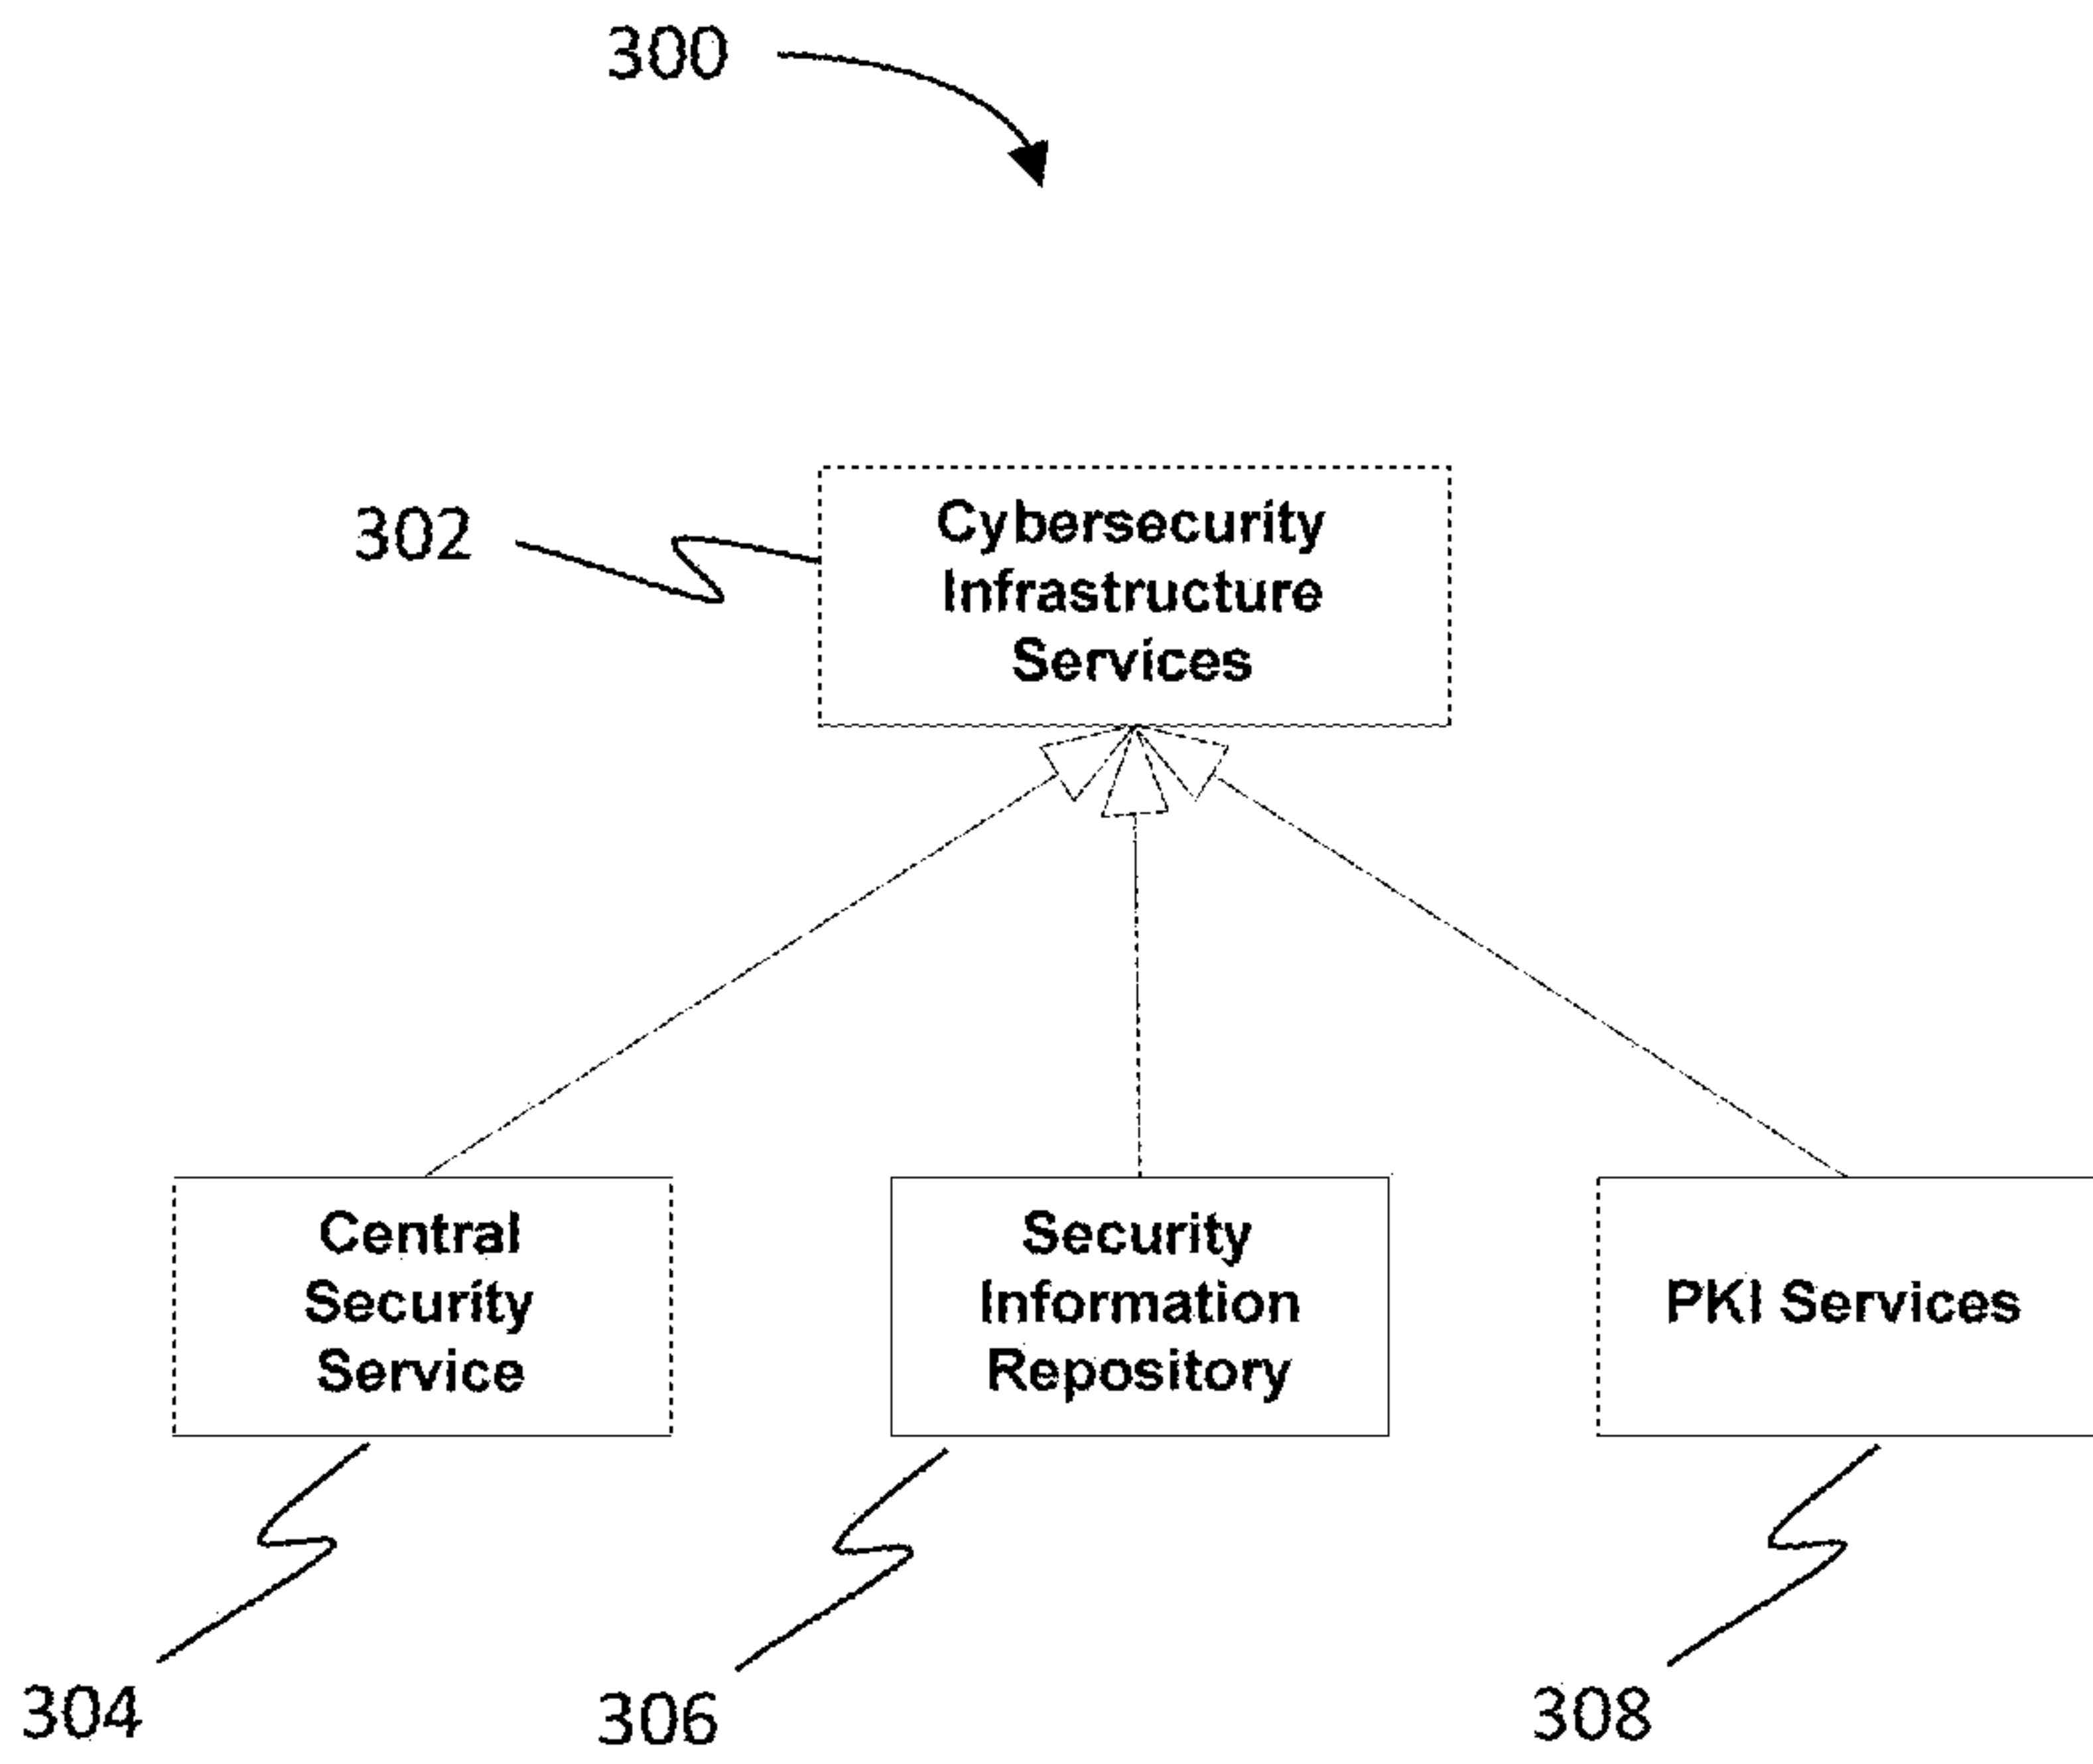 300
302
Cybersecurity
Infrastructure
Services
Central
Security
Service
Security
Information
Repository
PKI Services
304
306
308